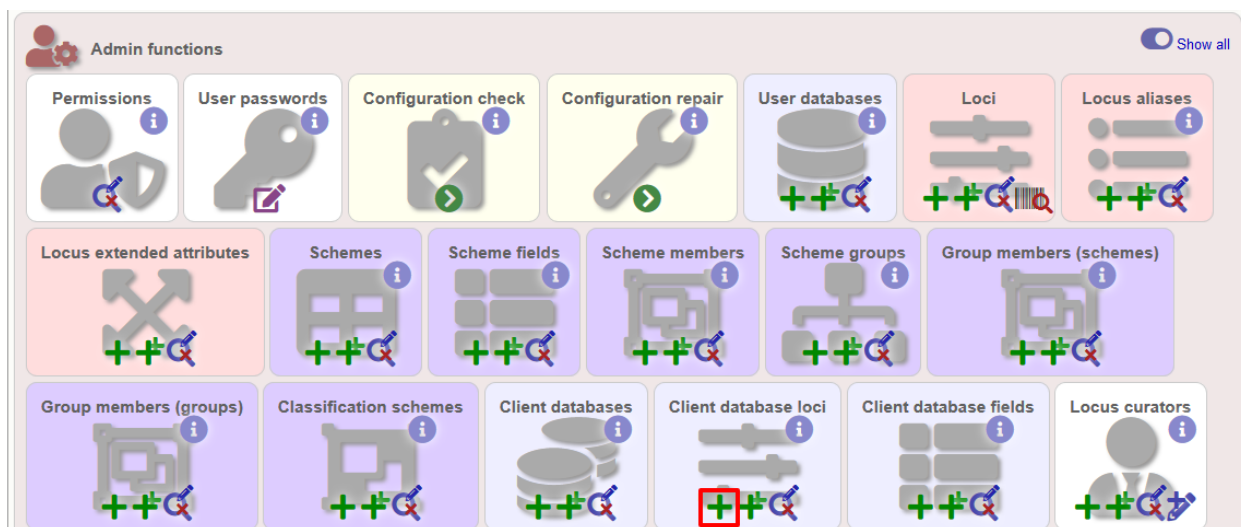 Admin functions
Show all
Permissions
User passwords
Configuration check
Configuration repair
User databases
Loci
Locus aliases
Locus extended attributes
Schemes
Scheme fields
Scheme members
Scheme groups
Group members (schemes)
Group members (groups)
Classification schemes
Client databases
Client database loci
Client database fields
Locus curators